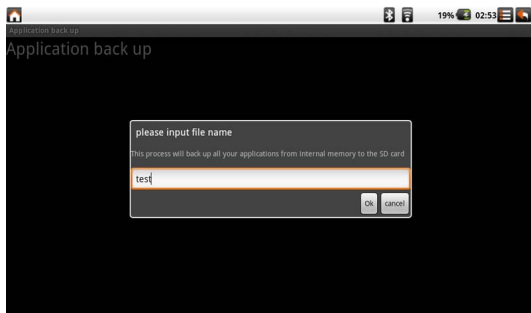 19% 02:53
Application back up
Application back up
please input file name
This process will back up all your applications from internal memory to the SD card
test
Ok cancel